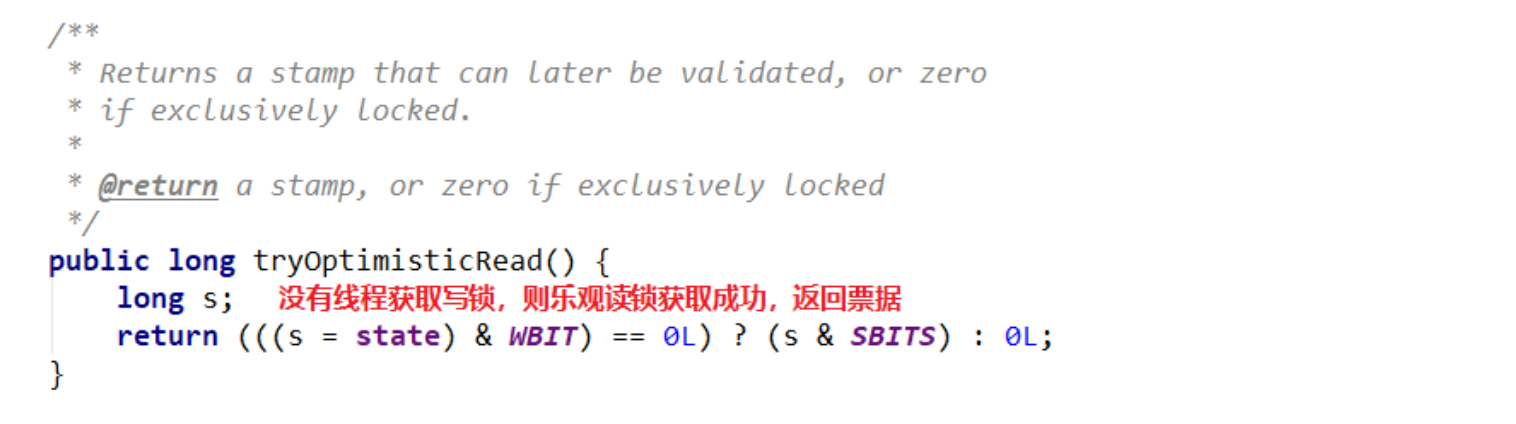 /**
 * Returns a stamp that can later be validated, or zero
 * if exclusively locked.
 *
 * @return a stamp, or zero if exclusively locked
 */
public long tryOptimisticRead() {
    long s; 没有线程获取写锁，则乐观读锁获取成功，返回票据
    return (((s = state) & WBIT) == 0L) ? (s & SBITS) : 0L;
}